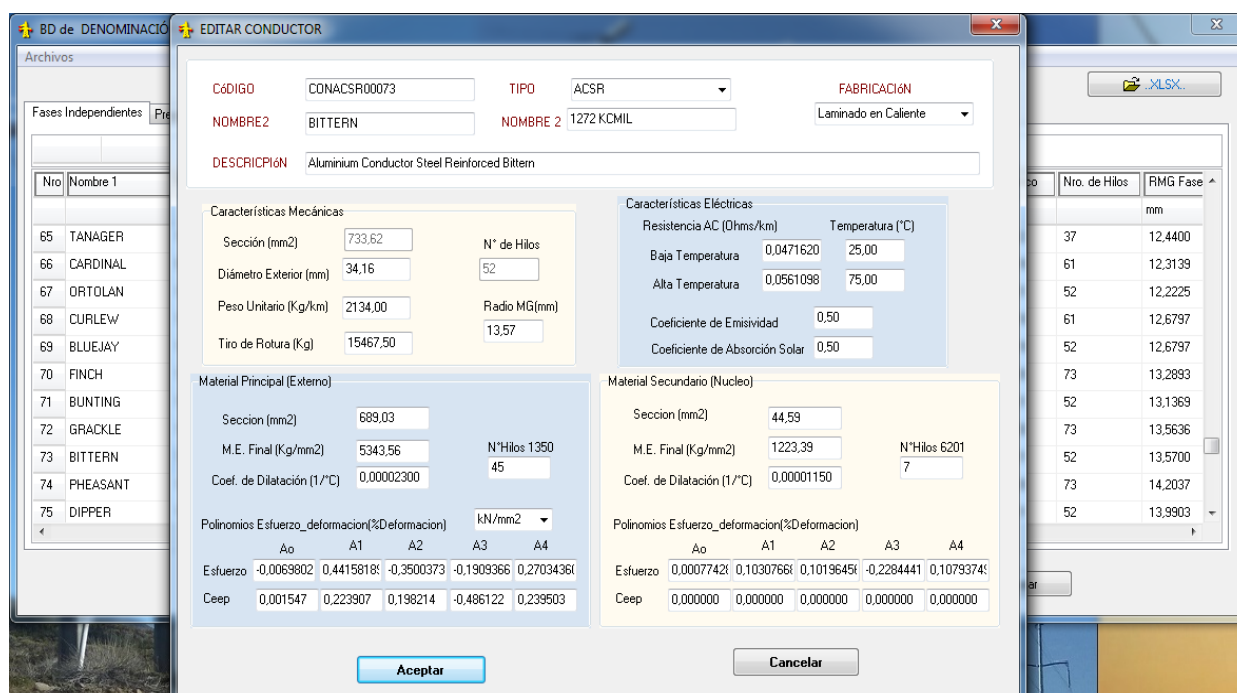 BD de DENOMINACIÓ
EDITAR CONDUCTOR
Archivos
..XLSX..
Fases Independientes
Nro Nombre 1
65 TANAGER
66 CARDINAL
67 ORTOLAN
68 CURLEW
69 BLUEJAY
70 FINCH
71 BUNTING
72 GRACKLE
73 BITTERN
74 PHEASANT
75 DIPPER
CóDIGO CONACSR00073 TIPO ACSR FABRICACIóN
NOMBRE2 BITTERN NOMBRE 2 1272 KCMIL Laminado en Caliente
DESCRICPIóN Aluminium Conductor Steel Reinforced Bittern
Características Mecánicas
Sección (mm2) 733,62 N° de Hilos
Diámetro Exterior (mm) 34,16 52
Peso Unitario (Kg/km) 2134,00 Radio MG(mm)
Tiro de Rotura (Kg) 15467,50 13,57
Características Eléctricas
Resistencia AC (Ohms/km) Temperatura (°C)
Baja Temperatura 0,0471620 25,00
Alta Temperatura 0,0561098 75,00
Coeficiente de Emisividad 0,50
Coeficiente de Absorción Solar 0,50
Material Principal (Externo)
Seccion (mm2) 689,03
M.E. Final (Kg/mm2) 5343,56 N°Hilos 1350
Coef. de Dilatación (1/°C) 0,00002300 45
Polinomios Esfuerzo_deformacion(%Deformacion) kN/mm2
Ao A1 A2 A3 A4
Esfuerzo -0,0069802 0,4415818 -0,3500373 -0,1909366 0,2703436
Ceep 0,001547 0,223907 0,198214 -0,486122 0,239503
Material Secundario (Nucleo)
Seccion (mm2) 44,59
M.E. Final (Kg/mm2) 1223,39 N°Hilos 6201
Coef. de Dilatación (1/°C) 0,00001150 7
Polinomios Esfuerzo_deformacion(%Deformacion)
Ao A1 A2 A3 A4
Esfuerzo 0,0007742 0,1030766 0,1019645 -0,2284441 0,1079374
Ceep 0,000000 0,000000 0,000000 0,000000 0,000000
Aceptar Cancelar
Nro. de Hilos RMG Fase
mm
37 12,4400
61 12,3139
52 12,2225
61 12,6797
52 12,6797
73 13,2893
52 13,1369
73 13,5636
52 13,5700
73 14,2037
52 13,9903